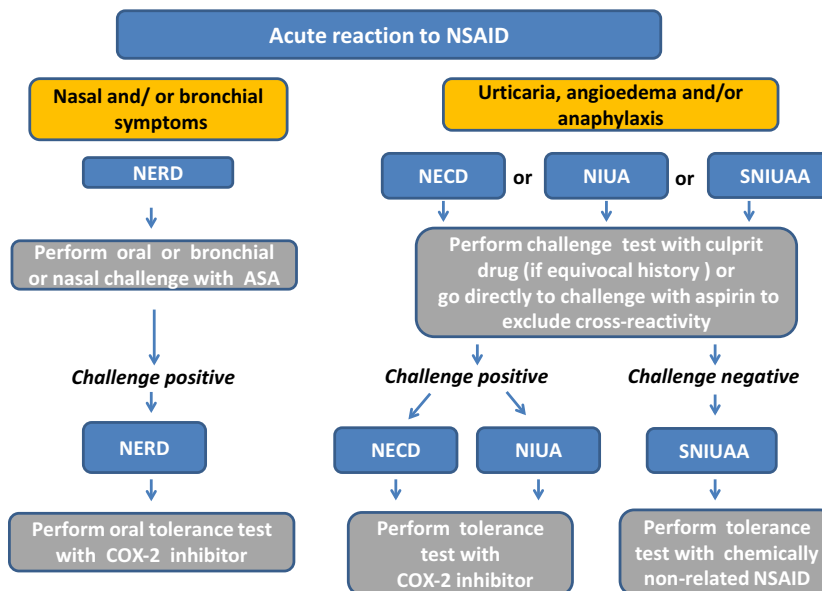 Acute reaction to NSAID
Nasal and/ or bronchial
symptoms
NERD
Perform oral or bronchial
or nasal challenge with ASA
Challenge positive
NERD
Perform oral tolerance test
with COX-2 inhibitor
Urticaria, angioedema and/or
anaphylaxis
NECD or NIUA or SNIUAA
Perform challenge test with culprit
drug (if equivocal history ) or
go directly to challenge with aspirin to
exclude cross-reactivity
Challenge positive
NECD NIUA
Perform tolerance
test with
COX-2 inhibitor
Challenge negative
SNIUAA
Perform tolerance
test with chemically
non-related NSAID